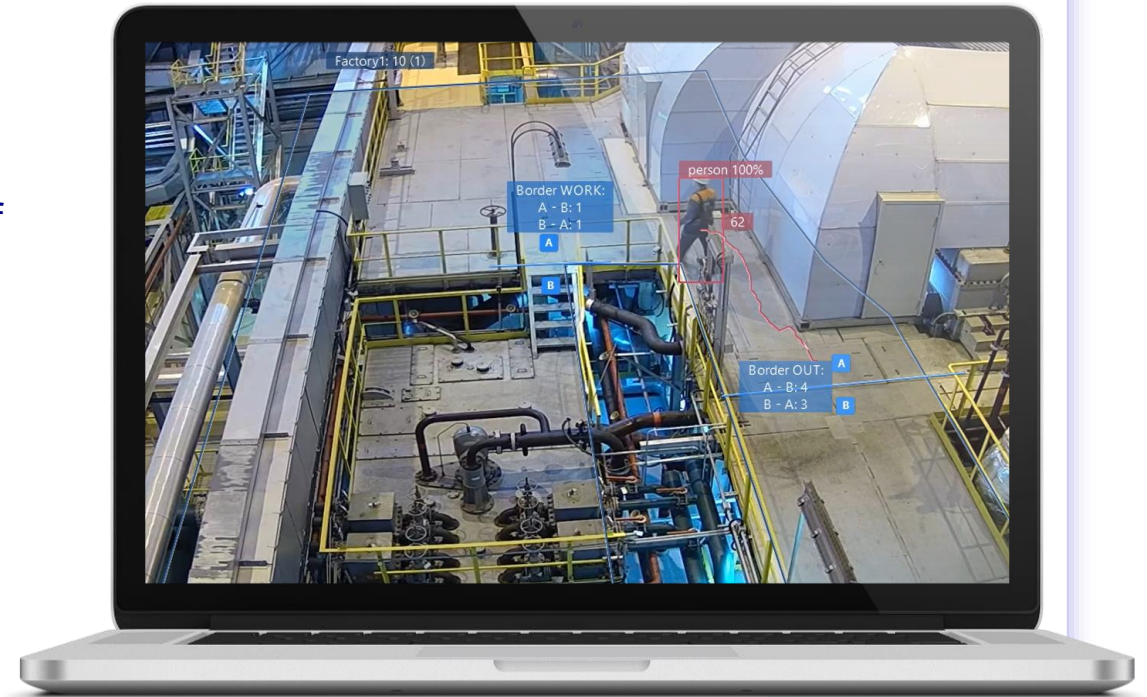 Factory1: 10 (1)
person 100%
62
Border WORK:
A - B: 1
B - A: 1
A
B
Border OUT:
A - B: 4
B - A: 3
A
B